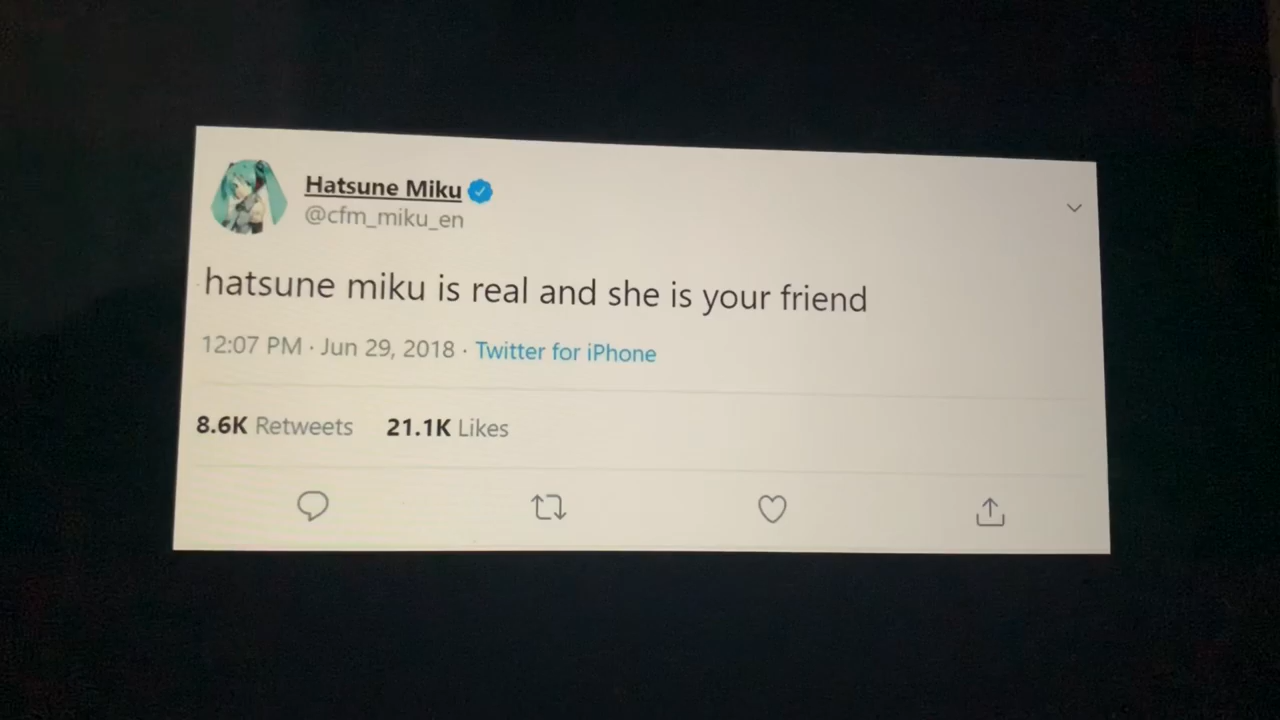 Hatsune Miku
@cfm_miku_en
hatsune miku is real and she is your friend
12:07 PM · Jun 29, 2018 · Twitter for iPhone
8.6K Retweets 21.1K Likes